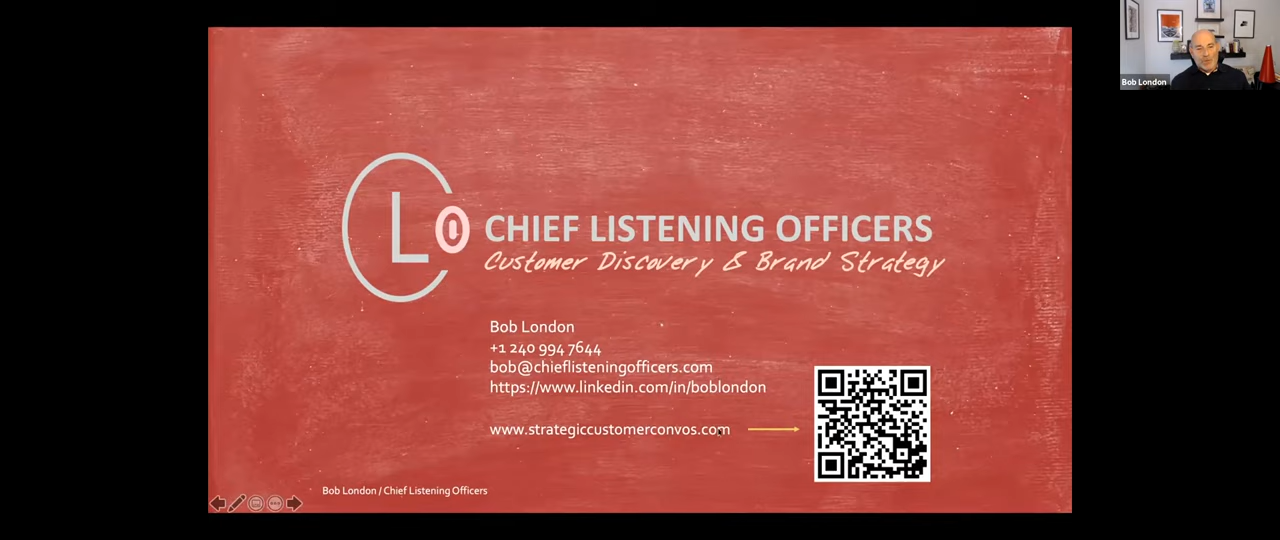 CLO
CHIEF LISTENING OFFICERS
Customer Discovery & Brand Strategy
Bob London
+1 240 994 7644
bob@chieflisteningofficers.com
https://www.linkedin.com/in/boblondon
www.strategiccustomerconvos.com
Bob London / Chief Listening Officers
Bob London